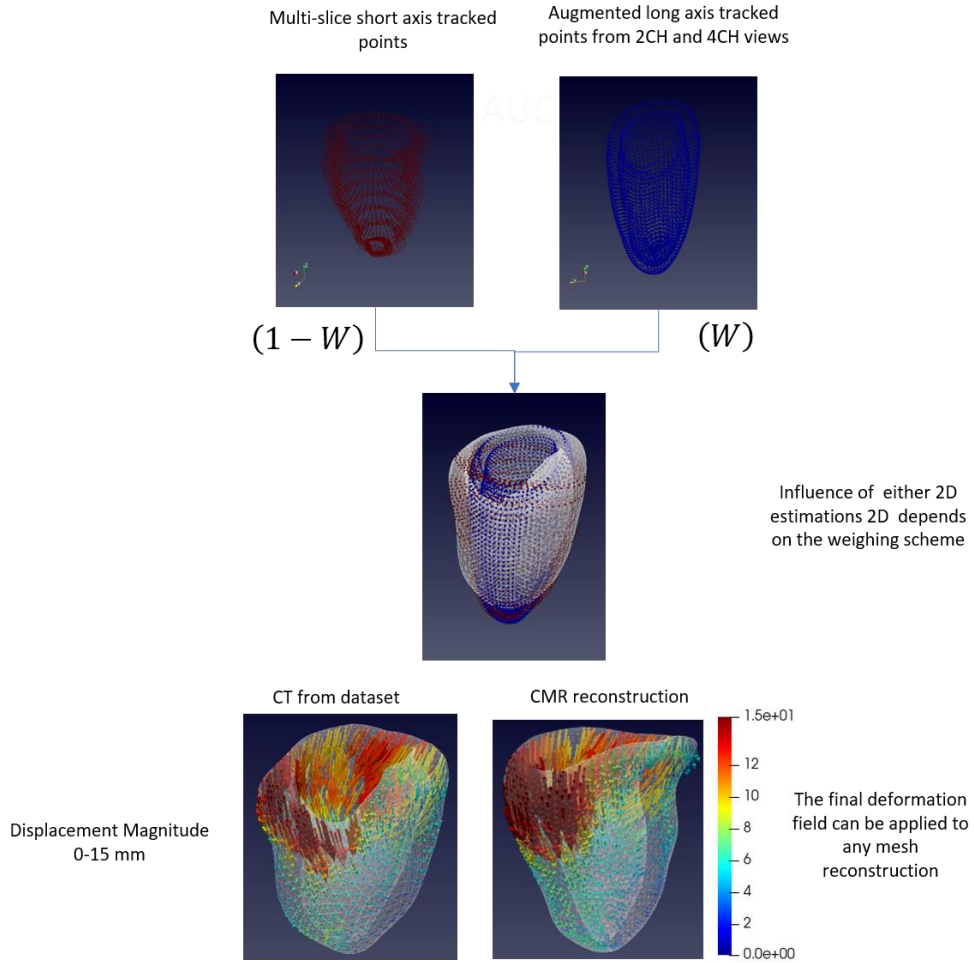 Multi-slice short axis tracked
points
Augmented long axis tracked
points from 2CH and 4CH views
AUC
(1 − W)
(W)
Influence of either 2D
estimations 2D depends
on the weighing scheme
CT from dataset
CMR reconstruction
1.5e+01
12
10
8
6
4
2
0.0e+00
Displacement Magnitude
0-15 mm
The final deformation
field can be applied to
any mesh
reconstruction